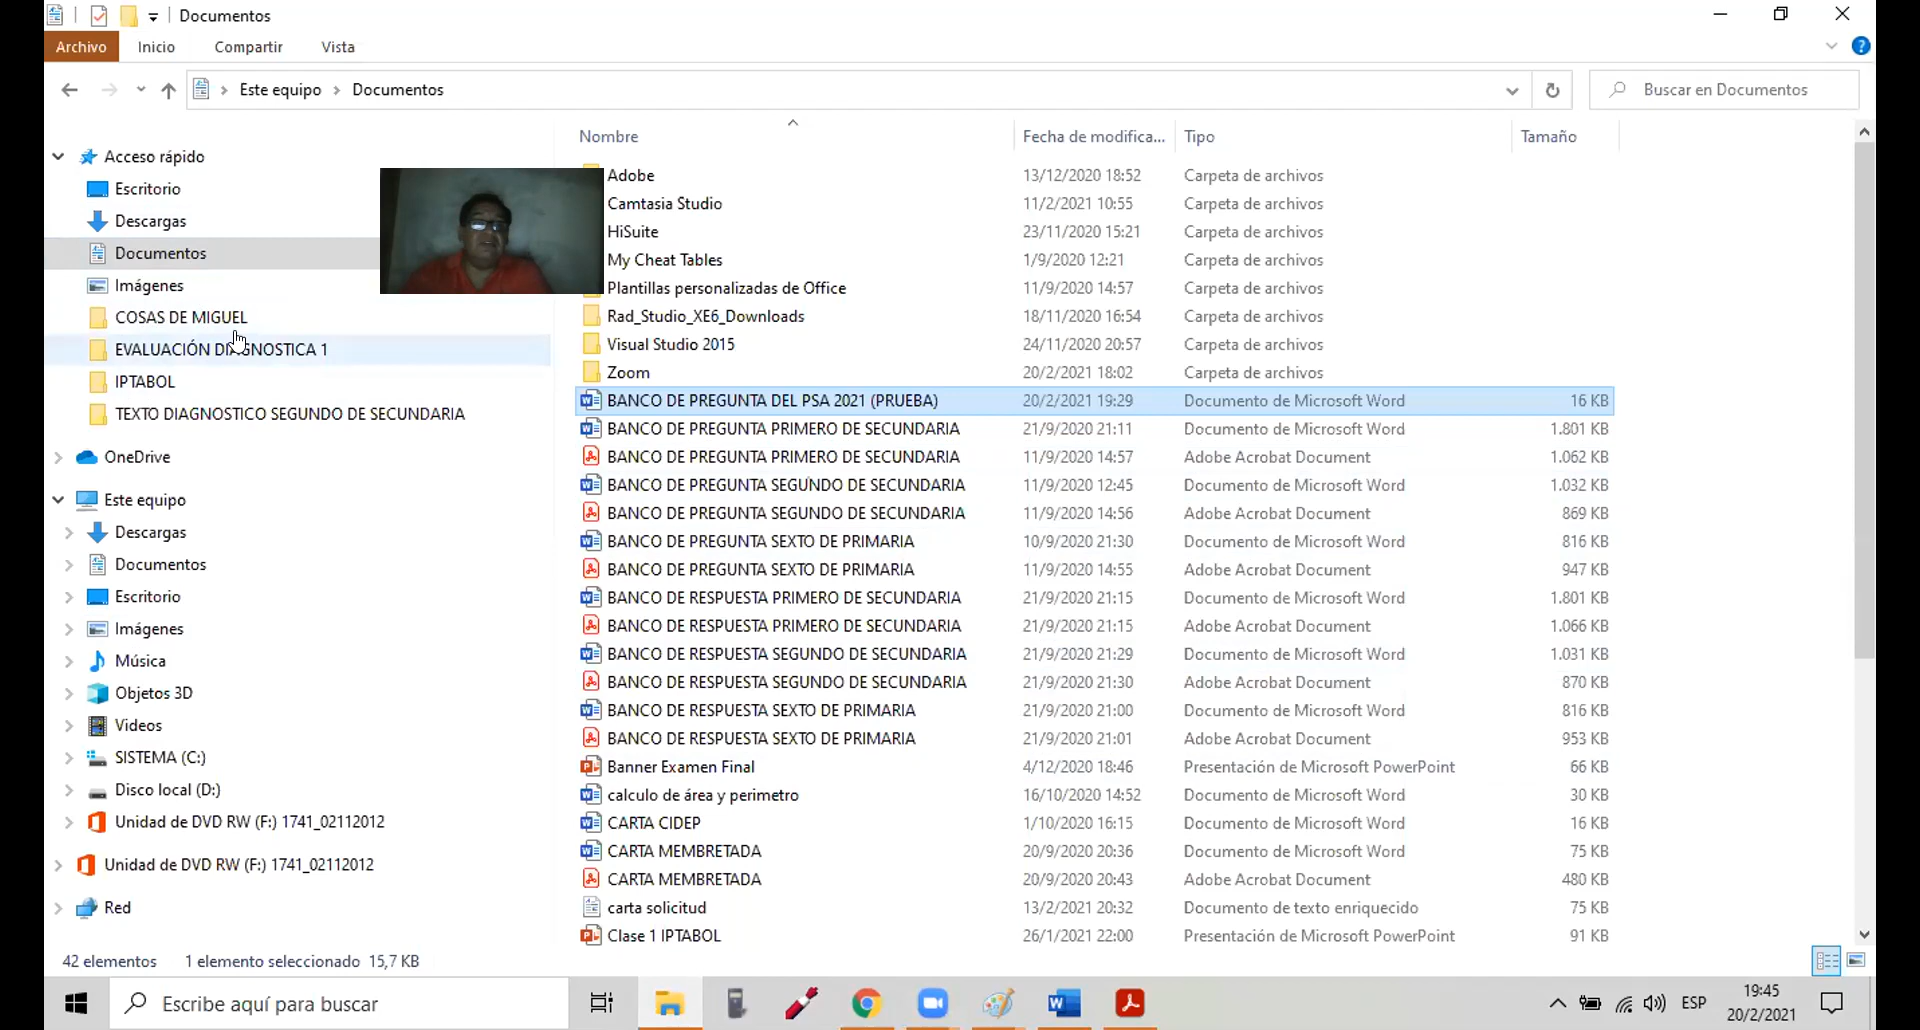 Documentos
Archivo Inicio Compartir Vista
Este equipo Documentos
Buscar en Documentos
Acceso rápido
Escritorio
Descargas
Documentos
Imágenes
COSAS DE MIGUEL
EVALUACIÓN DIAGNOSTICA 1
IPTABOL
TEXTO DIAGNOSTICO SEGUNDO DE SECUNDARIA
OneDrive
Este equipo
Descargas
Documentos
Escritorio
Imágenes
Música
Objetos 3D
Videos
SISTEMA (C:)
Disco local (D:)
Unidad de DVD RW (F:) 1741_02112012
Unidad de DVD RW (F:) 1741_02112012
Red
Nombre Fecha de modifica... Tipo Tamaño
Adobe 13/12/2020 18:52 Carpeta de archivos
Camtasia Studio 11/2/2021 10:55 Carpeta de archivos
HiSuite 23/11/2020 15:21 Carpeta de archivos
My Cheat Tables 1/9/2020 12:21 Carpeta de archivos
Plantillas personalizadas de Office 11/9/2020 14:57 Carpeta de archivos
Rad_Studio_XE6_Downloads 18/11/2020 16:54 Carpeta de archivos
Visual Studio 2015 24/11/2020 20:57 Carpeta de archivos
Zoom 20/2/2021 18:02 Carpeta de archivos
BANCO DE PREGUNTA DEL PSA 2021 (PRUEBA) 20/2/2021 19:29 Documento de Microsoft Word 16 KB
BANCO DE PREGUNTA PRIMERO DE SECUNDARIA 21/9/2020 21:11 Documento de Microsoft Word 1.801 KB
BANCO DE PREGUNTA PRIMERO DE SECUNDARIA 11/9/2020 14:57 Adobe Acrobat Document 1.062 KB
BANCO DE PREGUNTA SEGUNDO DE SECUNDARIA 11/9/2020 12:45 Documento de Microsoft Word 1.032 KB
BANCO DE PREGUNTA SEGUNDO DE SECUNDARIA 11/9/2020 14:56 Adobe Acrobat Document 869 KB
BANCO DE PREGUNTA SEXTO DE PRIMARIA 10/9/2020 21:30 Documento de Microsoft Word 816 KB
BANCO DE PREGUNTA SEXTO DE PRIMARIA 11/9/2020 14:55 Adobe Acrobat Document 947 KB
BANCO DE RESPUESTA PRIMERO DE SECUNDARIA 21/9/2020 21:15 Documento de Microsoft Word 1.801 KB
BANCO DE RESPUESTA PRIMERO DE SECUNDARIA 21/9/2020 21:15 Adobe Acrobat Document 1.066 KB
BANCO DE RESPUESTA SEGUNDO DE SECUNDARIA 21/9/2020 21:29 Documento de Microsoft Word 1.031 KB
BANCO DE RESPUESTA SEGUNDO DE SECUNDARIA 21/9/2020 21:30 Adobe Acrobat Document 870 KB
BANCO DE RESPUESTA SEXTO DE PRIMARIA 21/9/2020 21:00 Documento de Microsoft Word 816 KB
BANCO DE RESPUESTA SEXTO DE PRIMARIA 21/9/2020 21:01 Adobe Acrobat Document 953 KB
Banner Examen Final 4/12/2020 18:46 Presentación de Microsoft PowerPoint 66 KB
calculo de área y perimetro 16/10/2020 14:52 Documento de Microsoft Word 30 KB
CARTA CIDEP 1/10/2020 16:15 Documento de Microsoft Word 16 KB
CARTA MEMBRETADA 20/9/2020 20:36 Documento de Microsoft Word 75 KB
CARTA MEMBRETADA 20/9/2020 20:43 Adobe Acrobat Document 480 KB
carta solicitud 13/2/2021 20:32 Documento de texto enriquecido 75 KB
Clase 1 IPTABOL 26/1/2021 22:00 Presentación de Microsoft PowerPoint 91 KB
42 elementos 1 elemento seleccionado 15,7 KB
Escribe aquí para buscar
ESP
19:45
20/2/2021